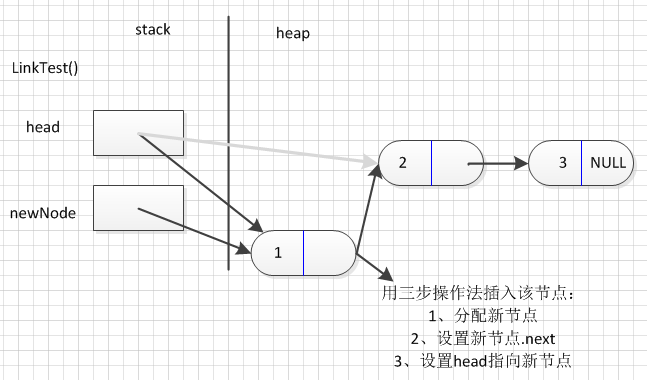 stack
heap
LinkTest()
head
2
3
NULL
newNode
1
用三步操作法插入该节点:
1、分配新节点
2、设置新节点.next
3、设置head指向新节点